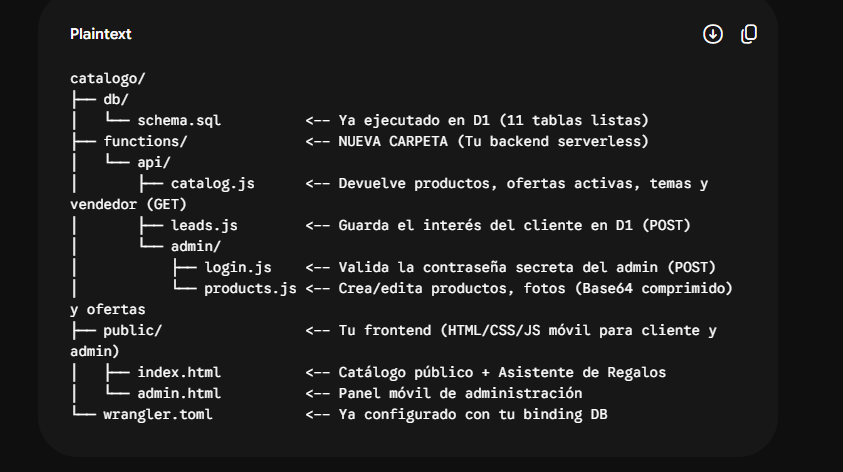 Plaintext
catalogo/
├── db/
│   └── schema.sql          <-- Ya ejecutado en D1 (11 tablas listas)
├── functions/              <-- NUEVA CARPETA (Tu backend serverless)
│   └── api/
│       ├── catalog.js      <-- Devuelve productos, ofertas activas, temas y
vendedor (GET)
│       ├── leads.js        <-- Guarda el interés del cliente en D1 (POST)
│       └── admin/
│           ├── login.js    <-- Valida la contraseña secreta del admin (POST)
│           └── products.js <-- Crea/edita productos, fotos (Base64 comprimido)
y ofertas
├── public/                 <-- Tu frontend (HTML/CSS/JS móvil para cliente y
admin)
│   ├── index.html          <-- Catálogo público + Asistente de Regalos
│   └── admin.html          <-- Panel móvil de administración
└── wrangler.toml           <-- Ya configurado con tu binding DB